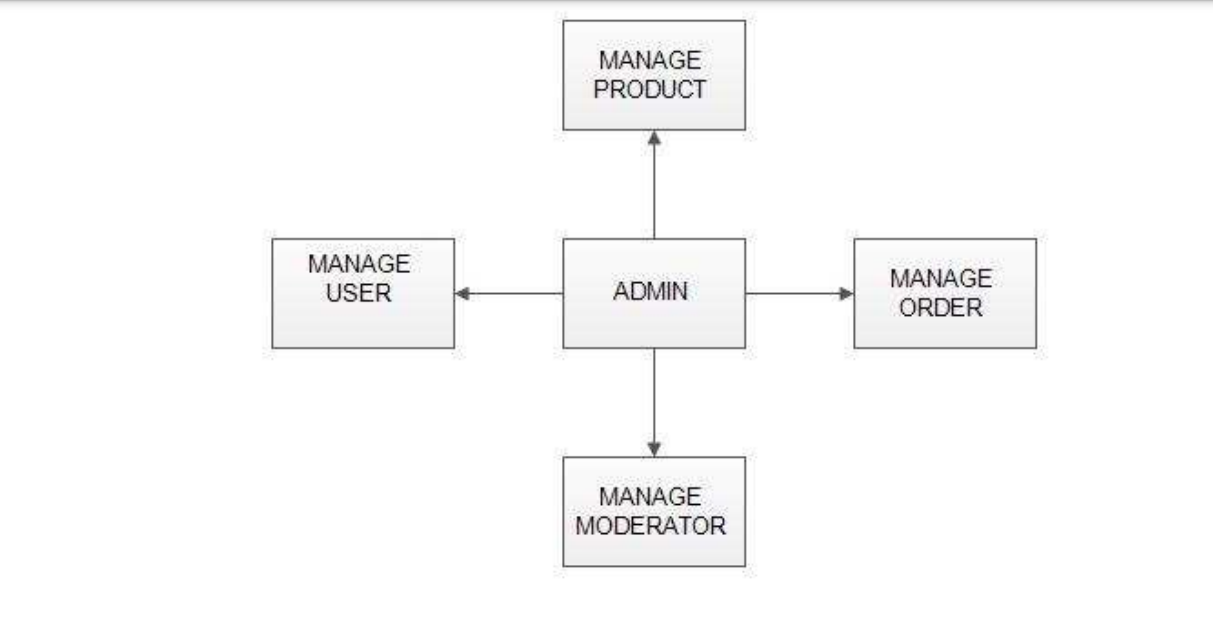 MANAGE
PRODUCT
MANAGE
USER
ADMIN
MANAGE
ORDER
MANAGE
MODERATOR